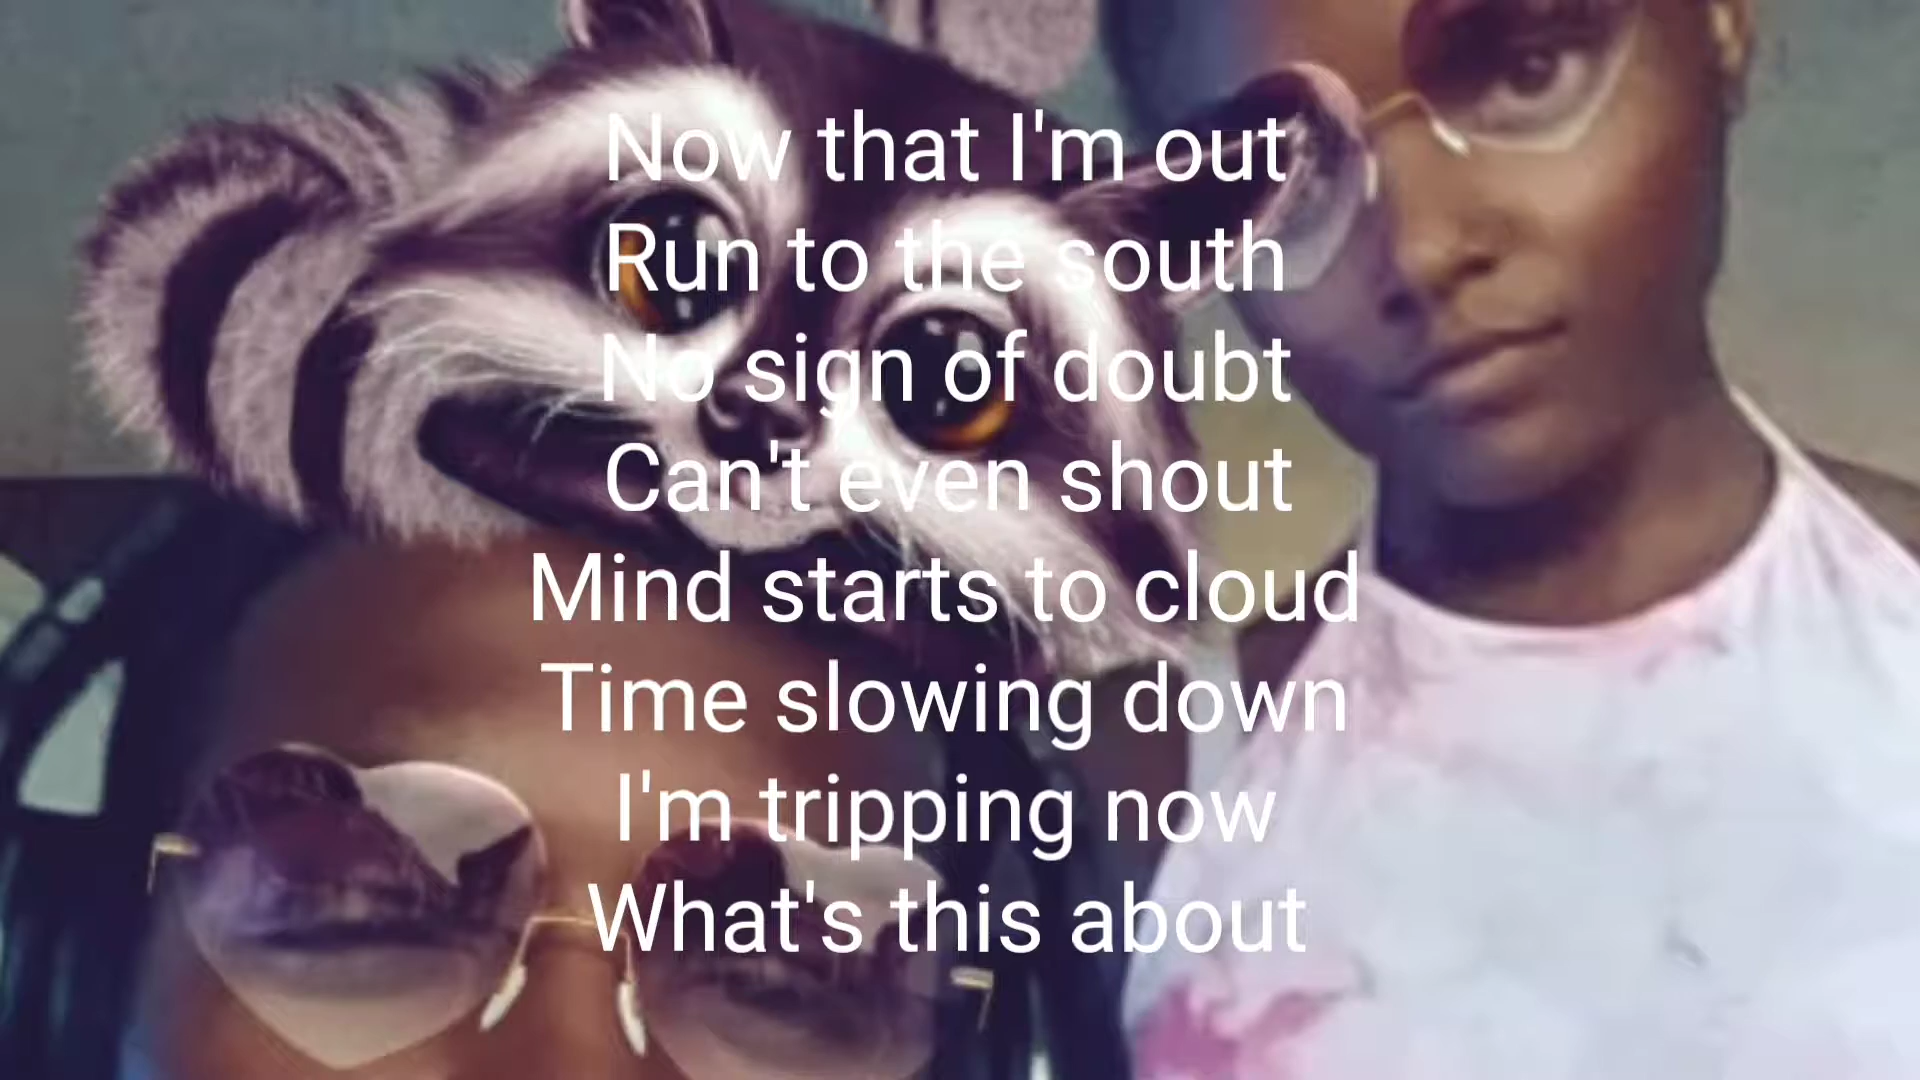 Now that I'm out
Run to the south
No sign of doubt
Can't even shout
Mind starts to cloud
Time slowing down
I'm tripping now
What's this about